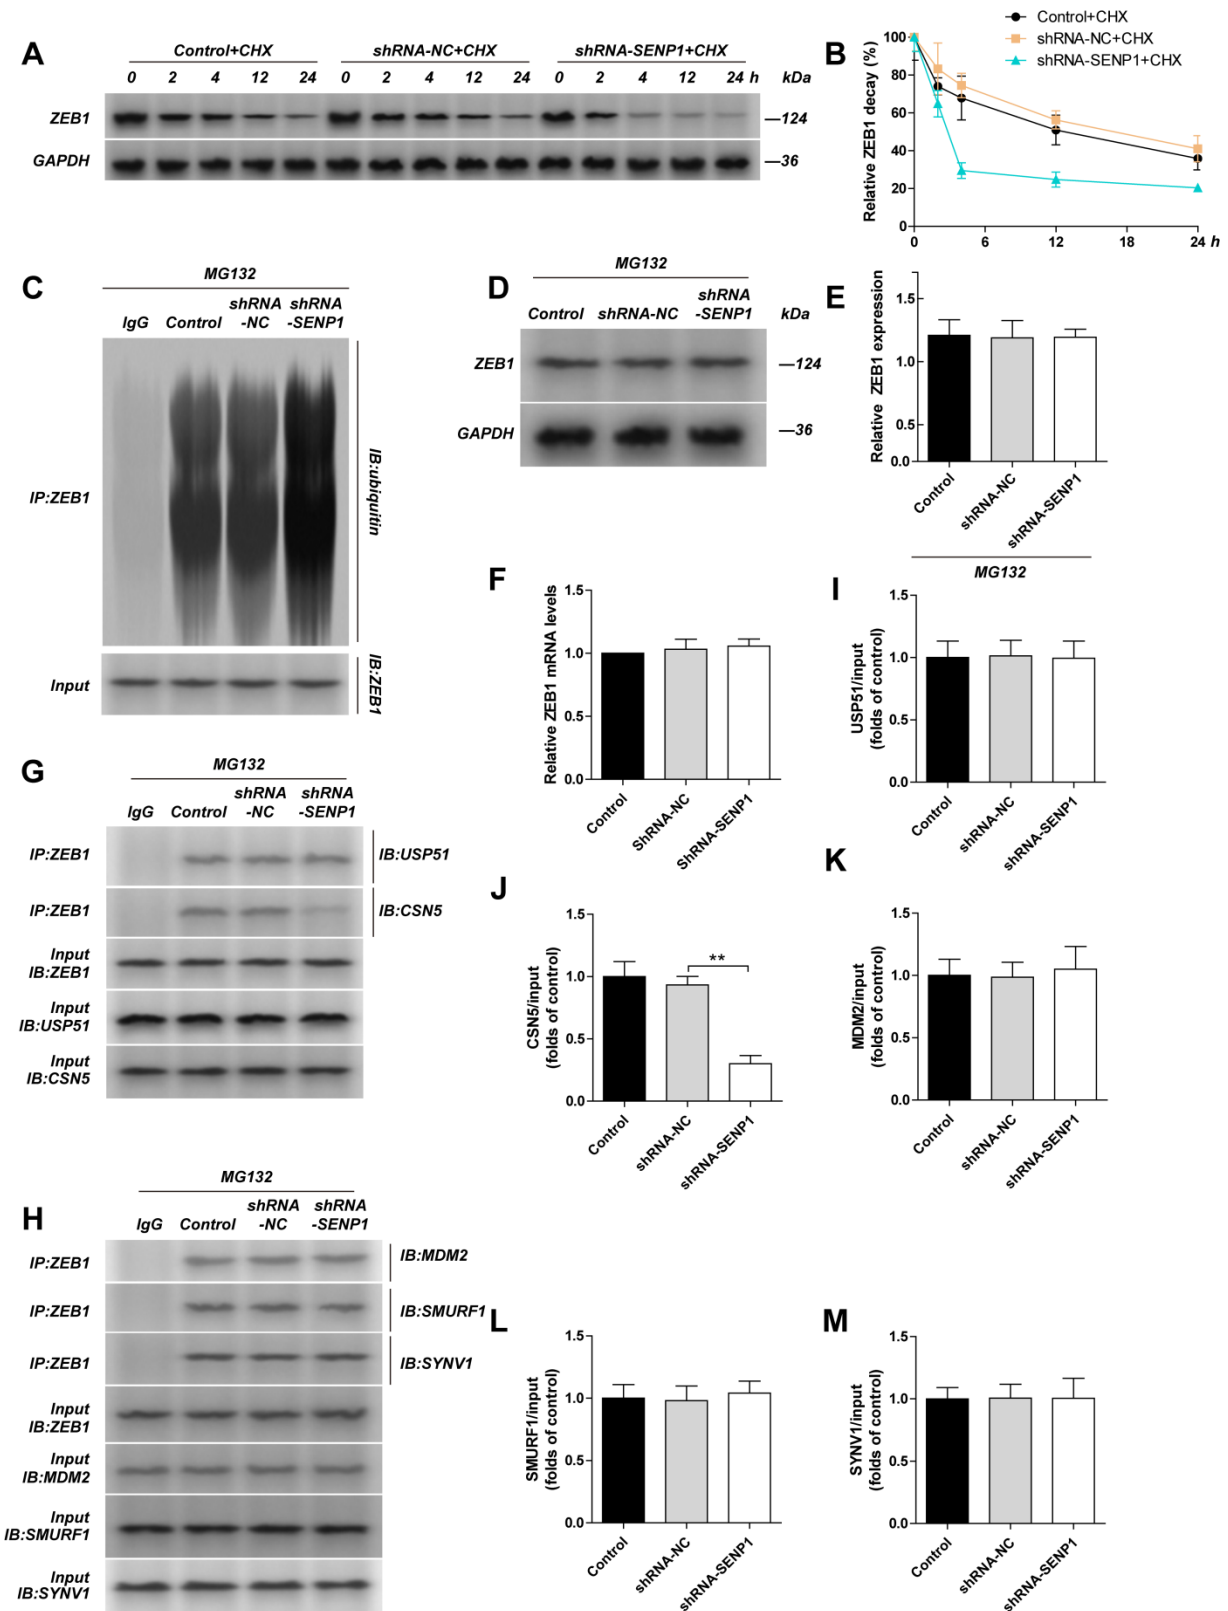 A
Control+CHX shRNA-NC+CHX shRNA-SENP1+CHX
0 2 4 12 24 0 2 4 12 24 0 2 4 12 24 h kDa
ZEB1 —124
GAPDH —36
B
Control+CHX
shRNA-NC+CHX
shRNA-SENP1+CHX
Relative ZEB1 decay (%)
100
80
60
40
20
0
0 6 12 18 24 h
C
MG132
IgG Control shRNA -NC shRNA -SENP1
IP:ZEB1
IB:ubiquitin
Input
IB:ZEB1
D
MG132
Control shRNA-NC shRNA -SENP1 kDa
ZEB1 —124
GAPDH —36
E
Relative ZEB1 expression
1.5
1.2
0.5
0.0
Control shRNA-NC shRNA-SENP1
MG132
F
Relative ZEB1 mRNA levels
1.5
1.0
0.5
0.0
Control ShRNA-NC ShRNA-SENP1
I
USP51/input
(folds of control)
1.5
1.0
0.5
0.0
Control shRNA-NC shRNA-SENP1
G
MG132
IgG Control shRNA -NC shRNA -SENP1
IP:ZEB1 IB:USP51
IP:ZEB1 IB:CSN5
Input
IB:ZEB1
Input
IB:USP51
Input
IB:CSN5
J
CSN5/input
(folds of control)
1.5
1.0
0.5
0.0
**
Control shRNA-NC shRNA-SENP1
K
MDM2/input
(folds of control)
1.5
1.0
0.5
0.0
Control shRNA-NC shRNA-SENP1
H
MG132
IgG Control shRNA -NC shRNA -SENP1
IP:ZEB1 IB:MDM2
IP:ZEB1 IB:SMURF1
IP:ZEB1 IB:SYNV1
Input
IB:ZEB1
Input
IB:MDM2
Input
IB:SMURF1
Input
IB:SYNV1
L
SMURF1/input
(folds of control)
1.5
1.0
0.5
0.0
Control shRNA-NC shRNA-SENP1
M
SYNV1/input
(folds of control)
1.5
1.0
0.5
0.0
Control shRNA-NC shRNA-SENP1